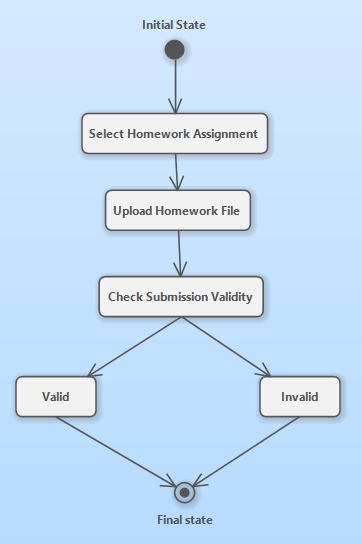 Initial State
Select Homework Assignment
Upload Homework File
Check Submission Validity
Valid
Invalid
Final state